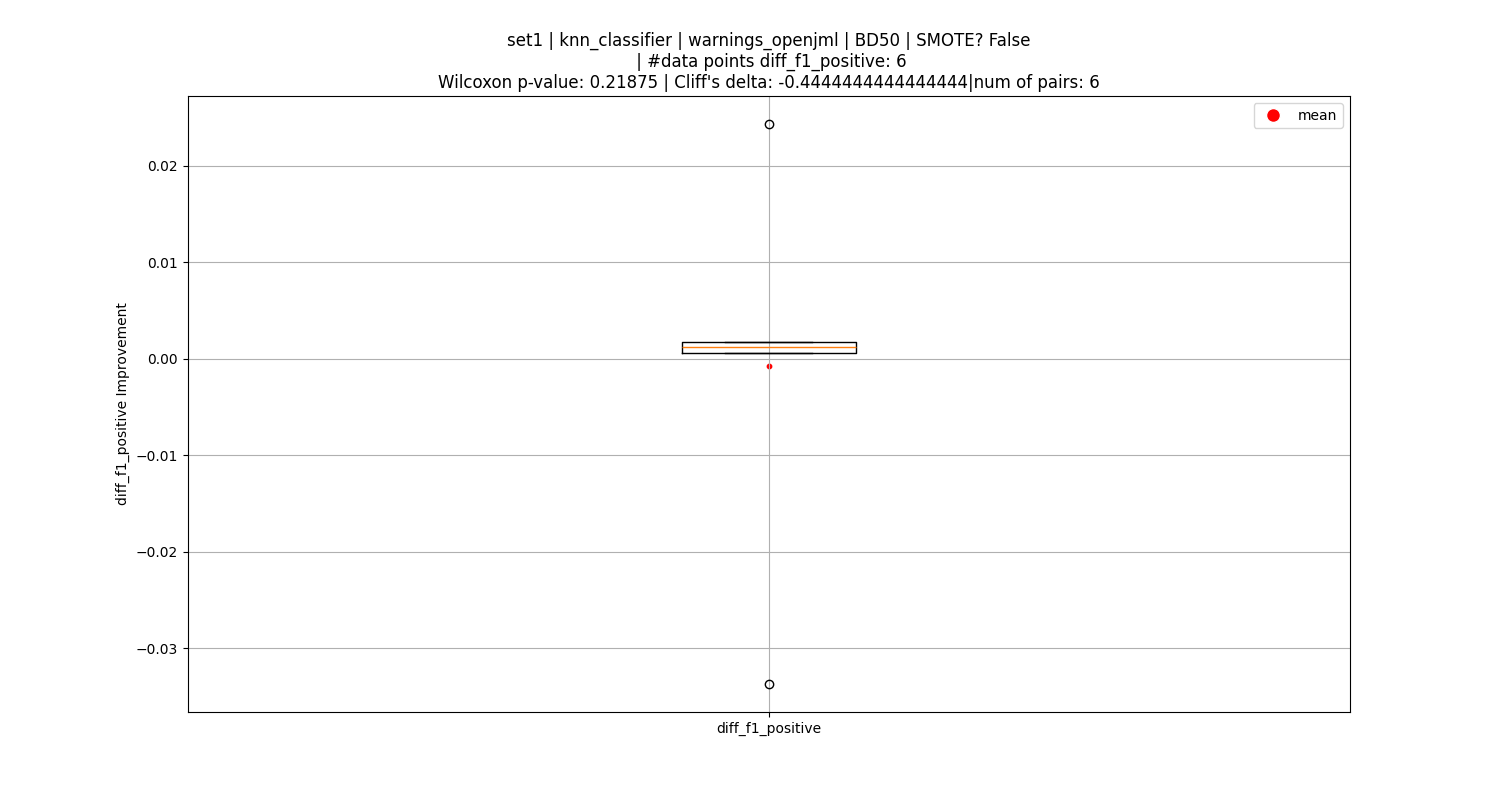 set1 | knn_classifier | warnings_openjml | BD50 | SMOTE? False
| #data points diff_f1_positive: 6
Wilcoxon p-value: 0.21875 | Cliff's delta: -0.4444444444444444|num of pairs: 6
mean
0.02
0.01
0.00
−0.01
−0.02
−0.03
diff_f1_positive Improvement
diff_f1_positive